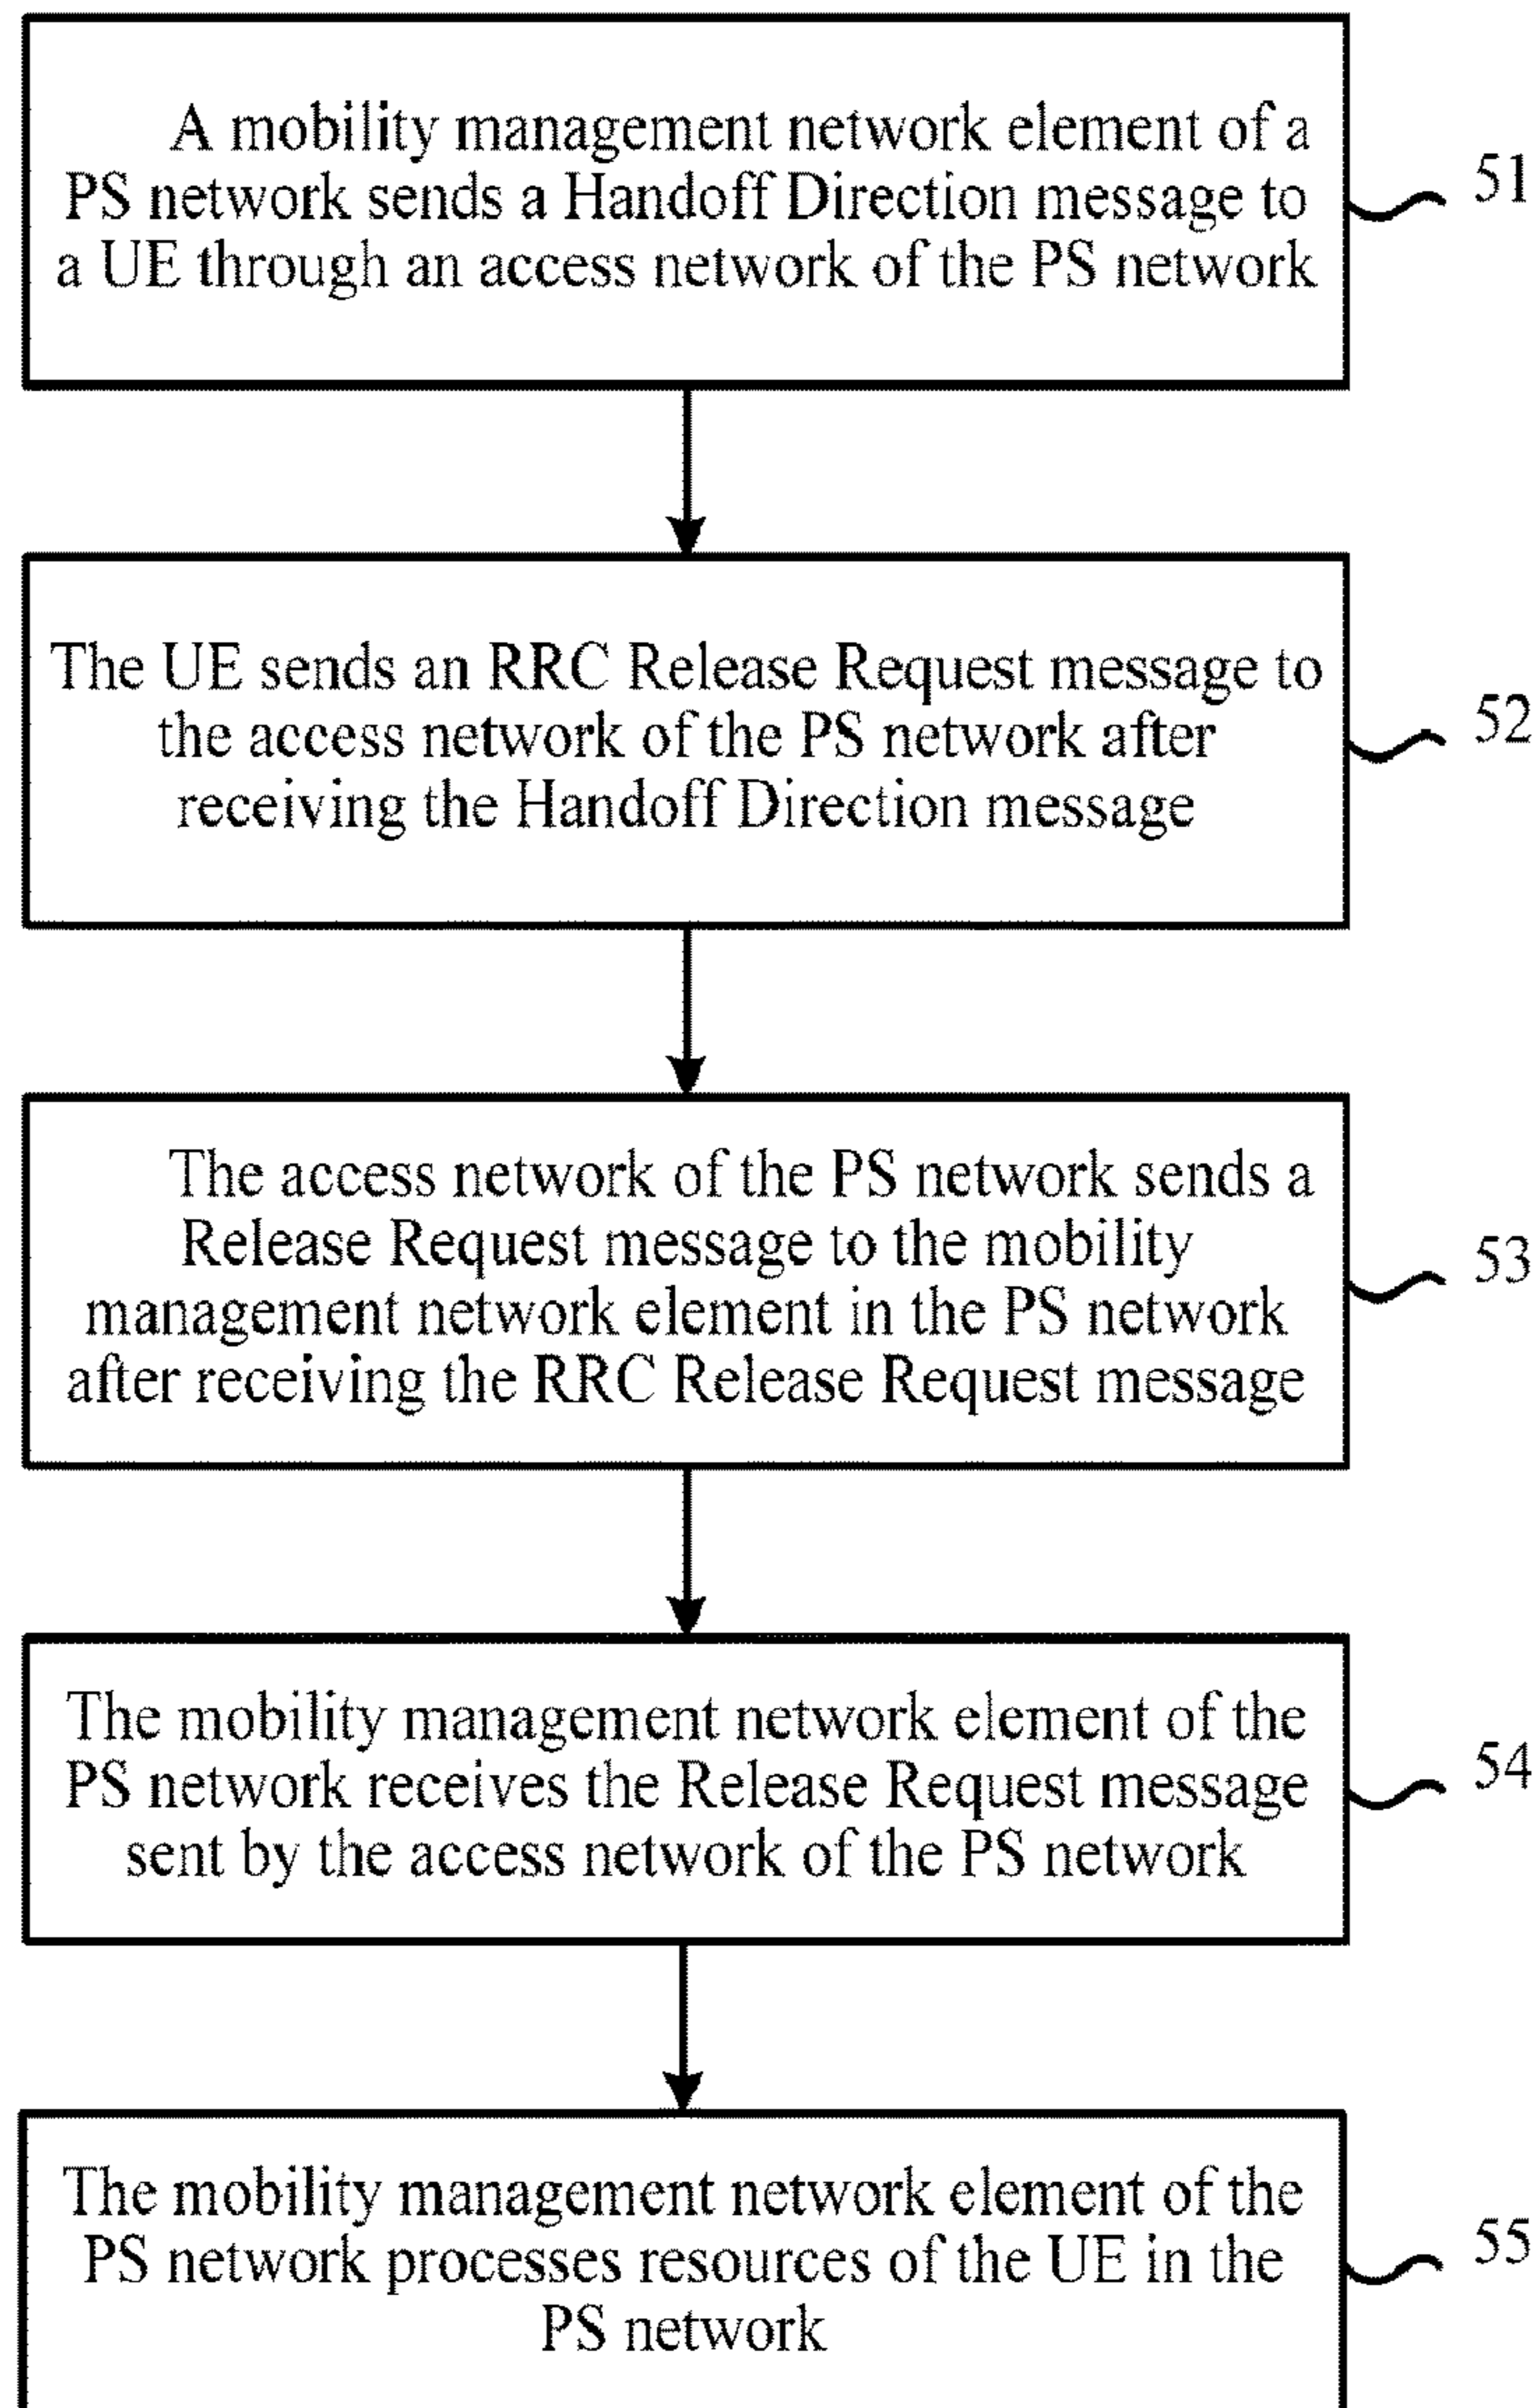 A mobility management network element of a
PS network sends a Handoff Direction message to
a UE through an access network of the PS network
51
The UE sends an RRC Release Request message to
the access network of the PS network after
receiving the Handoff Direction message
52
The access network of the PS network sends a
Release Request message to the mobility
management network element in the PS network
after receiving the RRC Release Request message
53
The mobility management network element of the
PS network receives the Release Request message
sent by the access network of the PS network
54
The mobility management network element of the
PS network processes resources of the UE in the
PS network
55